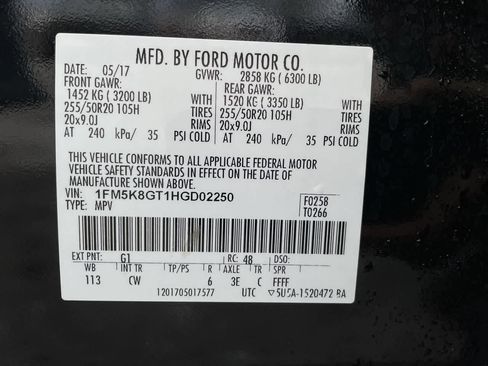 MFD. BY FORD MOTOR CO.
DATE: 05/17 GVWR: 2858 KG ( 6300 LB)
FRONT GAWR: REAR GAWR:
1452 KG ( 3200 LB) WITH 1520 KG ( 3350 LB) WITH
255/50R20 105H TIRES 255/50R20 105H TIRES
20x9.0J RIMS 20x9.0J RIMS
AT 240 kPa/ 35 PSI COLD AT 240 kPa/ 35 PSI COLD
THIS VEHICLE CONFORMS TO ALL APPLICABLE FEDERAL MOTOR
VEHICLE SAFETY STANDARDS IN EFFECT ON THE DATE OF
MANUFACTURE SHOWN ABOVE.
VIN: 1FM5K8GT1HGD02250 F0258
TYPE: MPV T0266
EXT PNT: G1 RC: 48 DSO:
WB INT TR TP/PS R AXLE TR SPR
113 CW 6 3E C FFFF
1201705017577 UTC ▽5U5A-1520472-BA